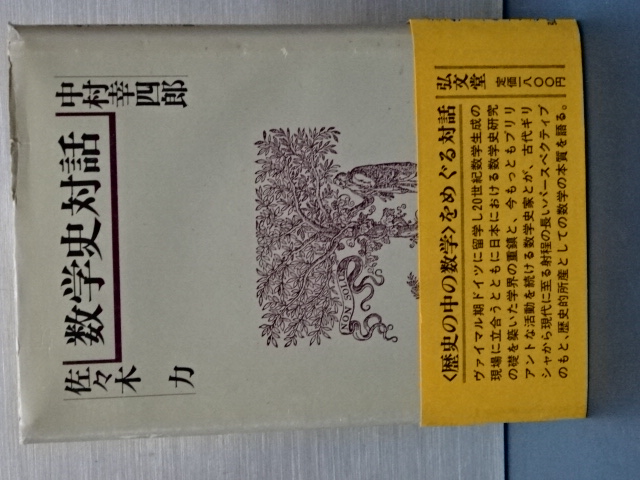 中村幸四郎
数学史対話
佐々木 力
NON SOLUS
〈歴史の中の数学〉をめぐる対話
ヴァイマル期ドイツに留学し20世紀数学生成の
現場に立合うとともに日本における数学史研究
の礎を築いた学界の重鎮と、今もっともブリリ
アントな活動を続ける数学史家とが、古代ギリ
シャから現代に至る射程の長いパースペクティブ
のもと、歴史的所産としての数学の本質を語る。
弘文堂
定価一八〇〇円